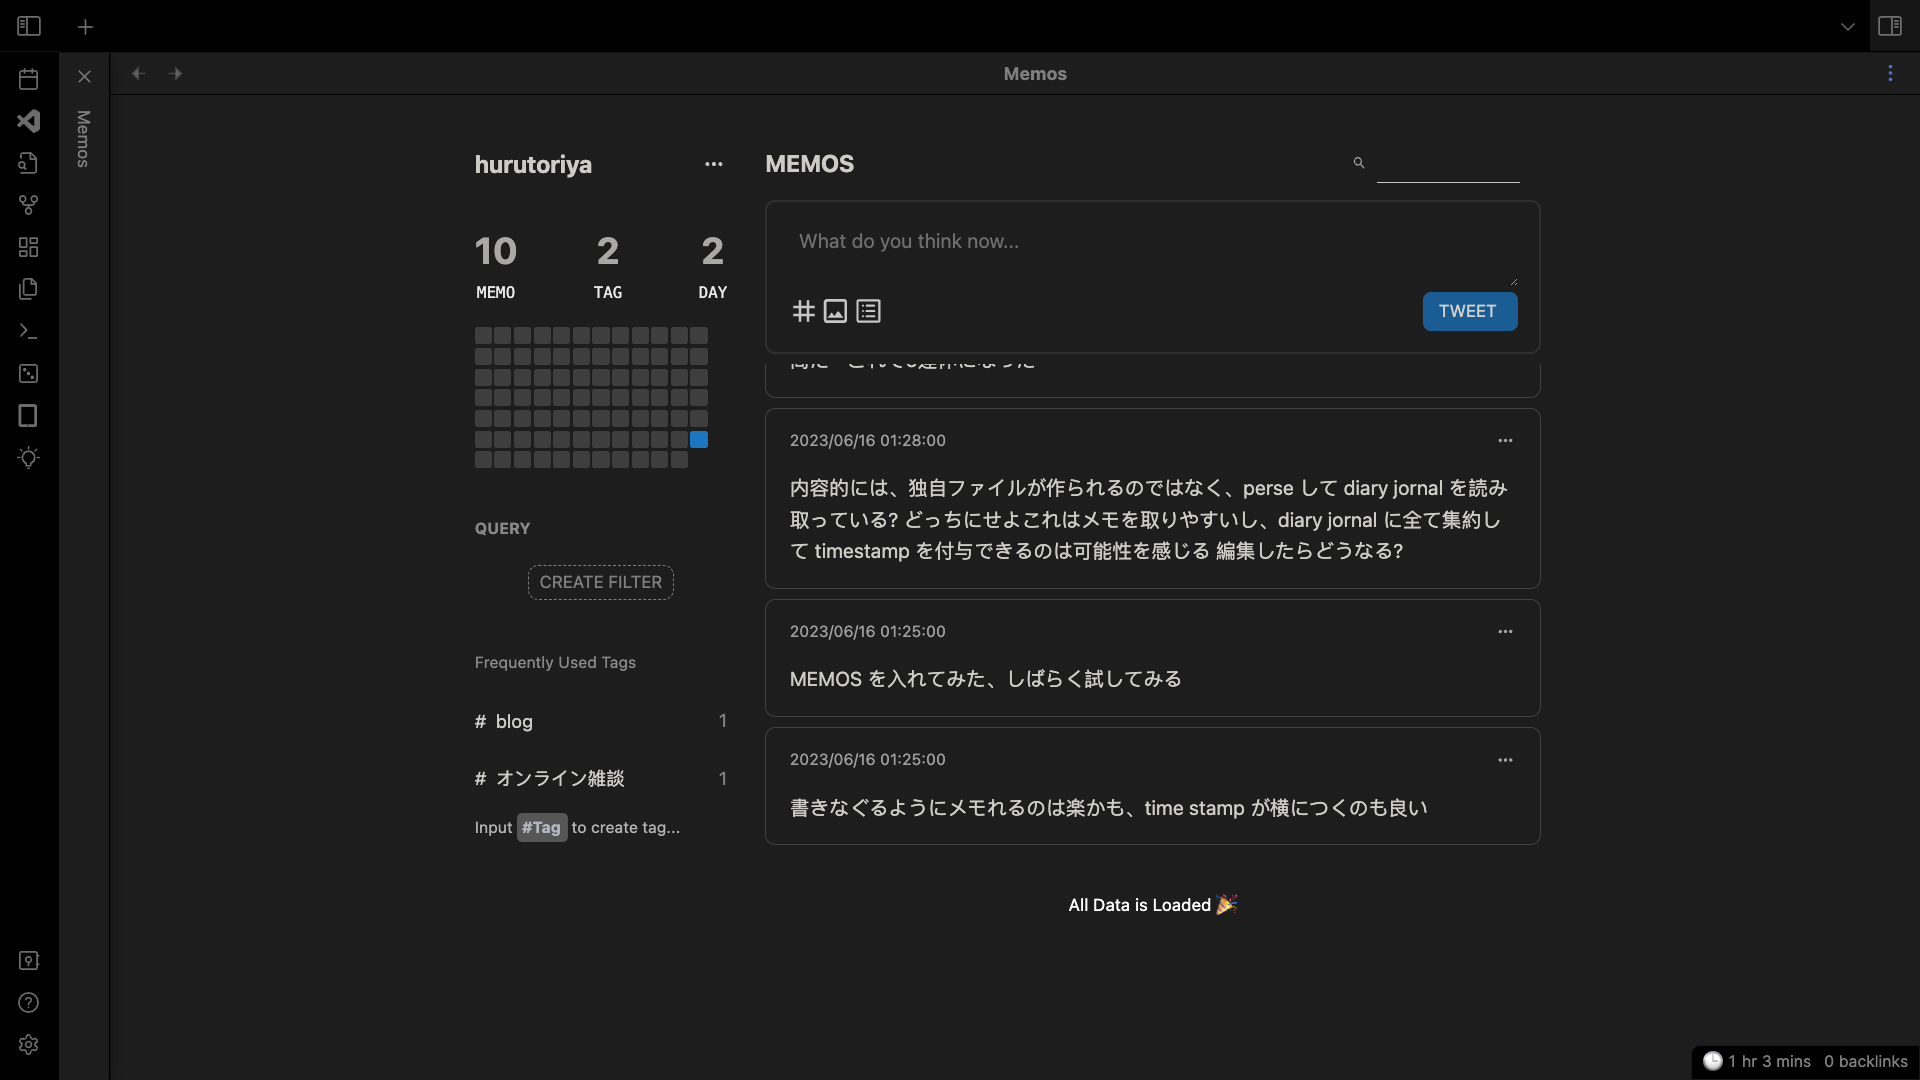 Memos
Memos
hurutoriya
10
MEMO
2
TAG
2
DAY
QUERY
CREATE FILTER
Frequently Used Tags
# blog 1
# オンライン雑談 1
Input #Tag to create tag...
MEMOS
What do you think now...
TWEET
2023/06/16 01:28:00
内容的には、独自ファイルが作られるのではなく、perse して diary jornal を読み
取っている? どっちにせよこれはメモを取りやすいし、diary jornal に全て集約し
て timestamp を付与できるのは可能性を感じる 編集したらどうなる?
2023/06/16 01:25:00
MEMOS を入れてみた、しばらく試してみる
2023/06/16 01:25:00
書きなぐるようにメモれるのは楽かも、time stamp が横につくのも良い
All Data is Loaded 🎉
1 hr 3 mins 0 backlinks